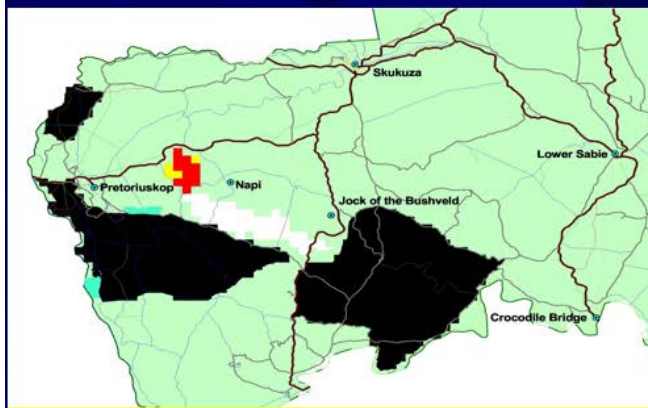 Skukuza
Lower Sabie
Pretoriuskop
Napi
Jock of the Bushveld
Crocodile Bridge